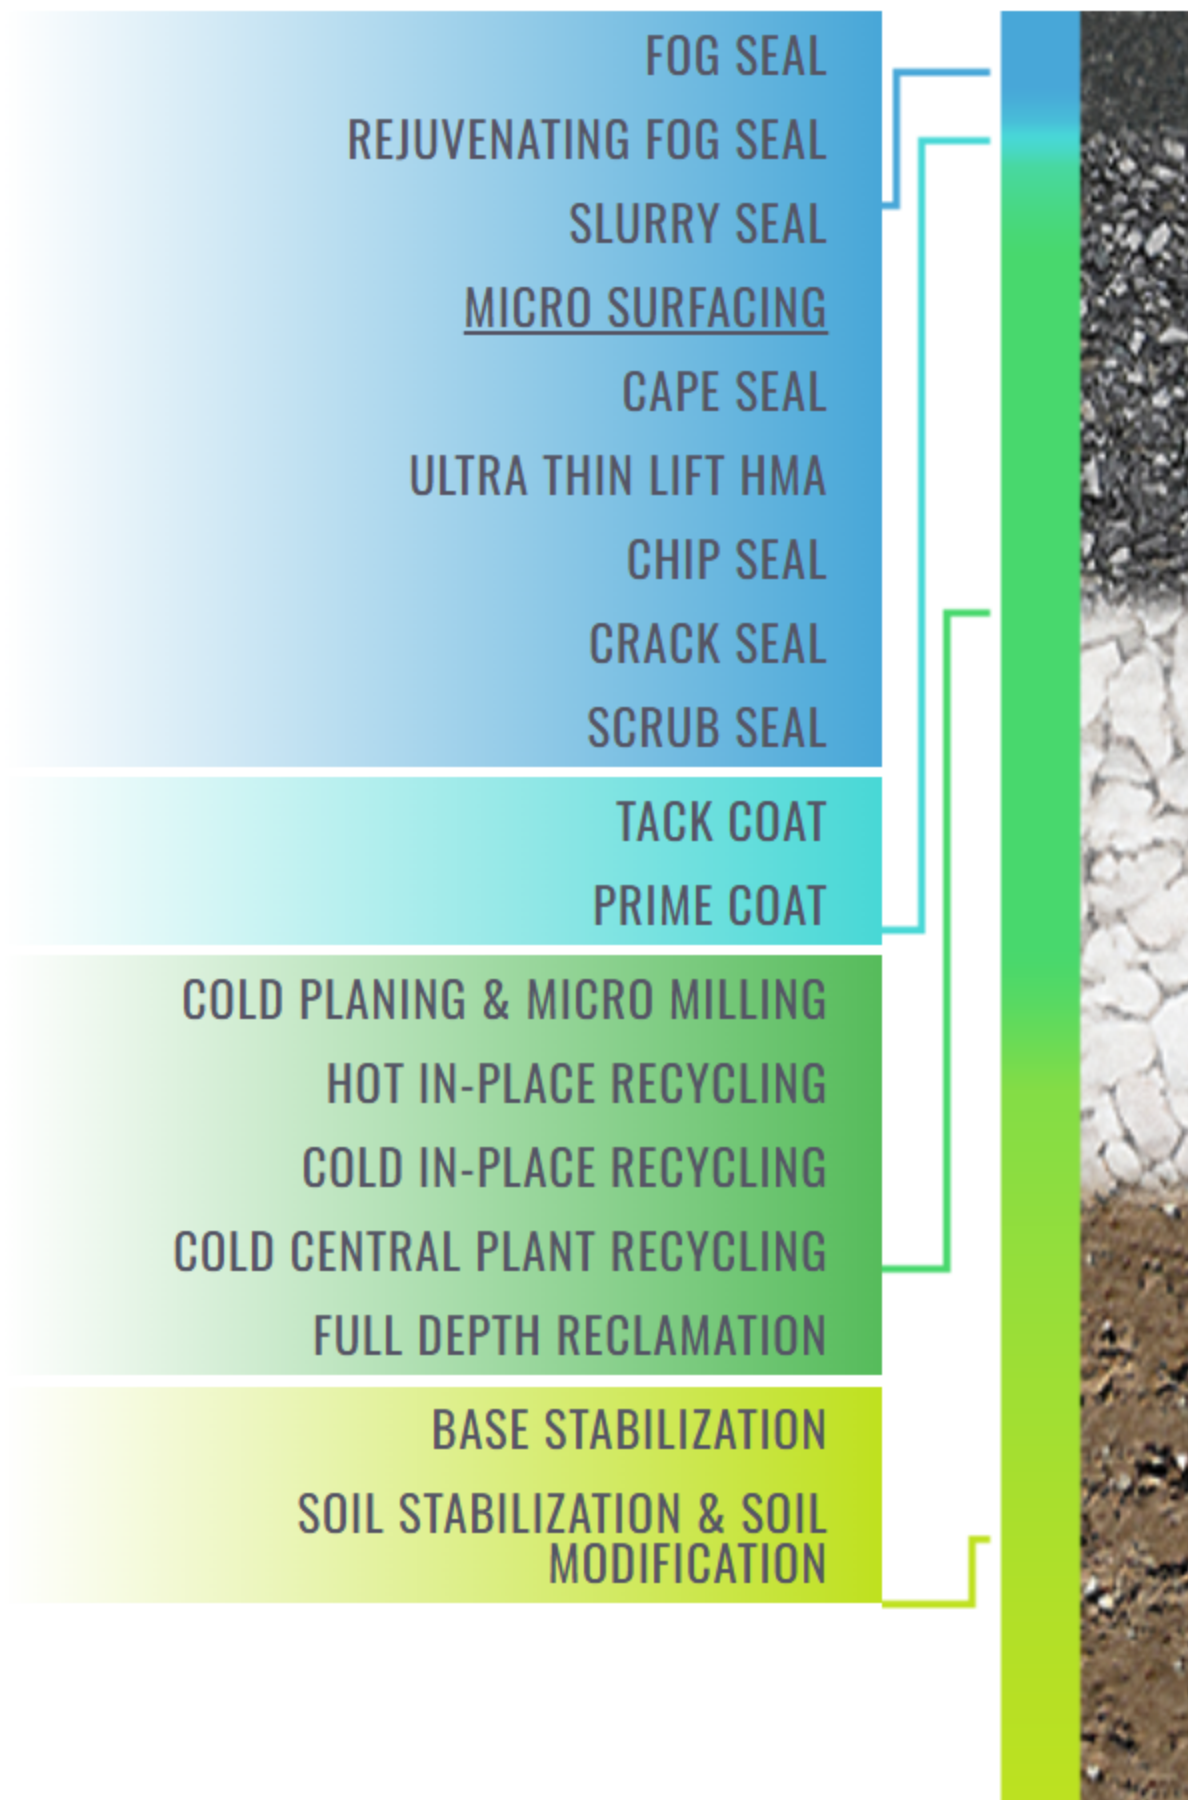 FOG SEAL
REJUVENATING FOG SEAL
SLURRY SEAL
MICRO SURFACING
CAPE SEAL
ULTRA THIN LIFT HMA
CHIP SEAL
CRACK SEAL
SCRUB SEAL
TACK COAT
PRIME COAT
COLD PLANING & MICRO MILLING
HOT IN-PLACE RECYCLING
COLD IN-PLACE RECYCLING
COLD CENTRAL PLANT RECYCLING
FULL DEPTH RECLAMATION
BASE STABILIZATION
SOIL STABILIZATION & SOIL
MODIFICATION